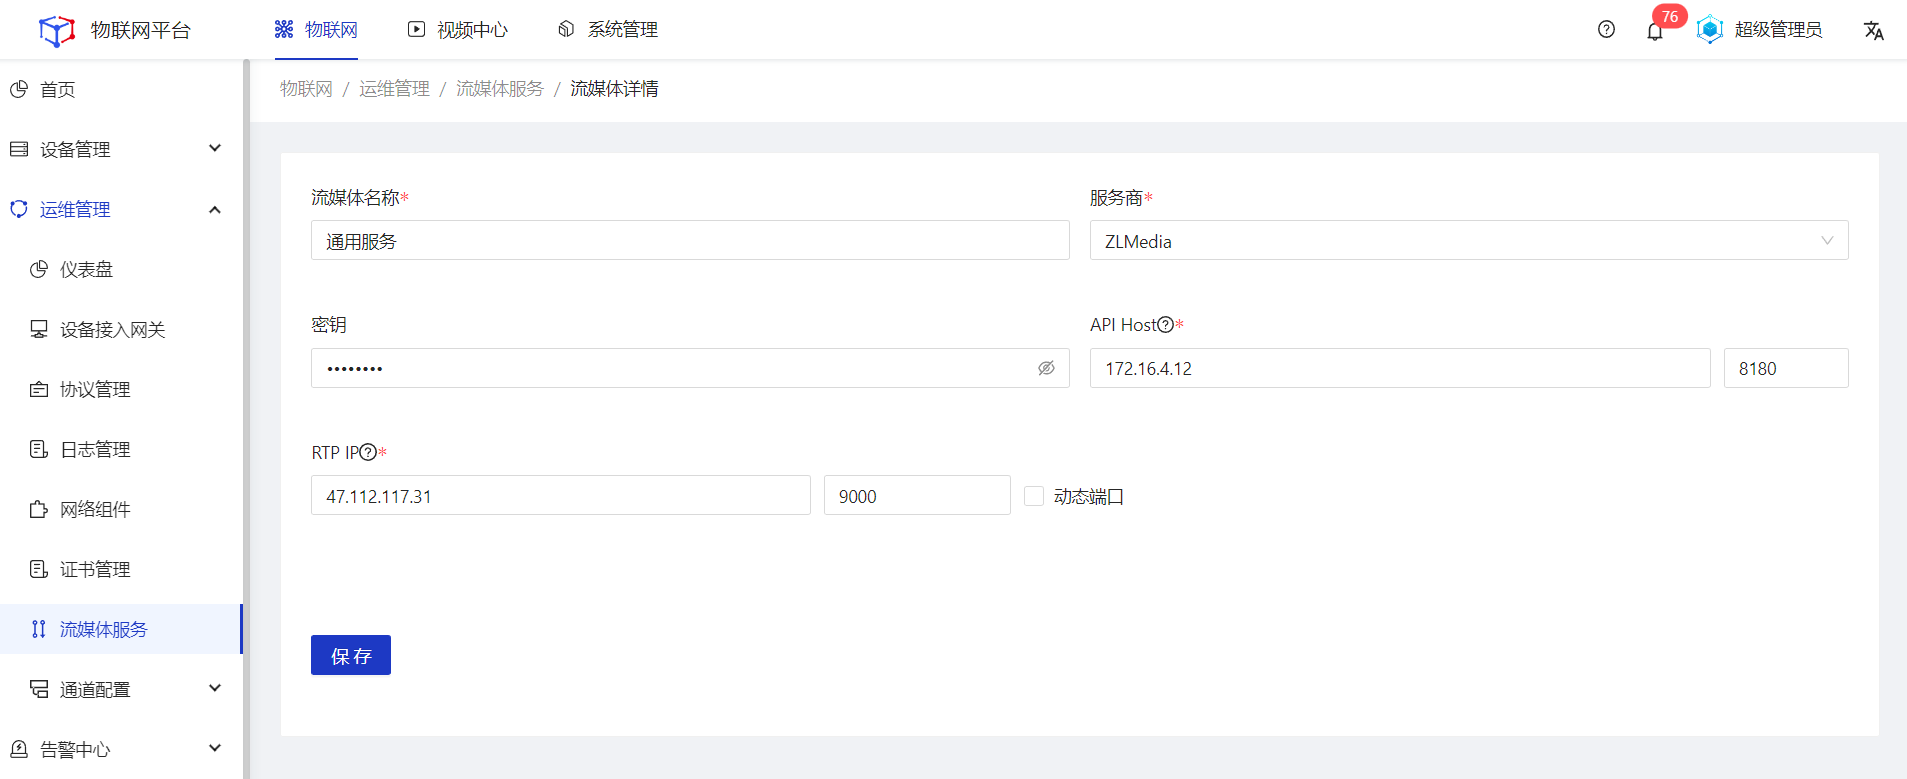 物联网平台
物联网
视频中心
系统管理
76
超级管理员
首页
设备管理
运维管理
仪表盘
设备接入网关
协议管理
日志管理
网络组件
证书管理
流媒体服务
通道配置
告警中心
物联网 / 运维管理 / 流媒体服务 / 流媒体详情
流媒体名称*
通用服务
服务商*
ZLMedia
密钥
••••••••
API Host*
172.16.4.12
8180
RTP IP*
47.112.117.31
9000
动态端口
保存